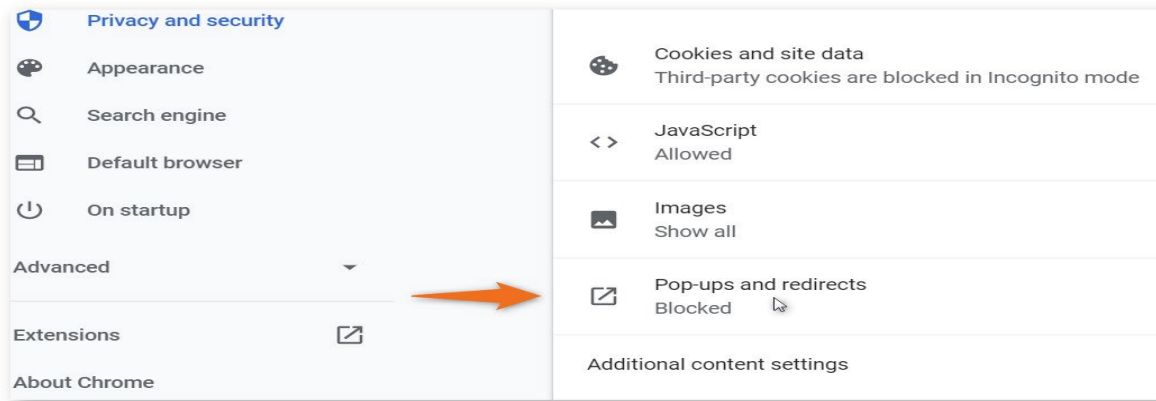 Privacy and security
Appearance
Search engine
Default browser
On startup
Advanced
Extensions
About Chrome
Cookies and site data
Third-party cookies are blocked in Incognito mode
JavaScript
Allowed
Images
Show all
Pop-ups and redirects
Blocked
Additional content settings